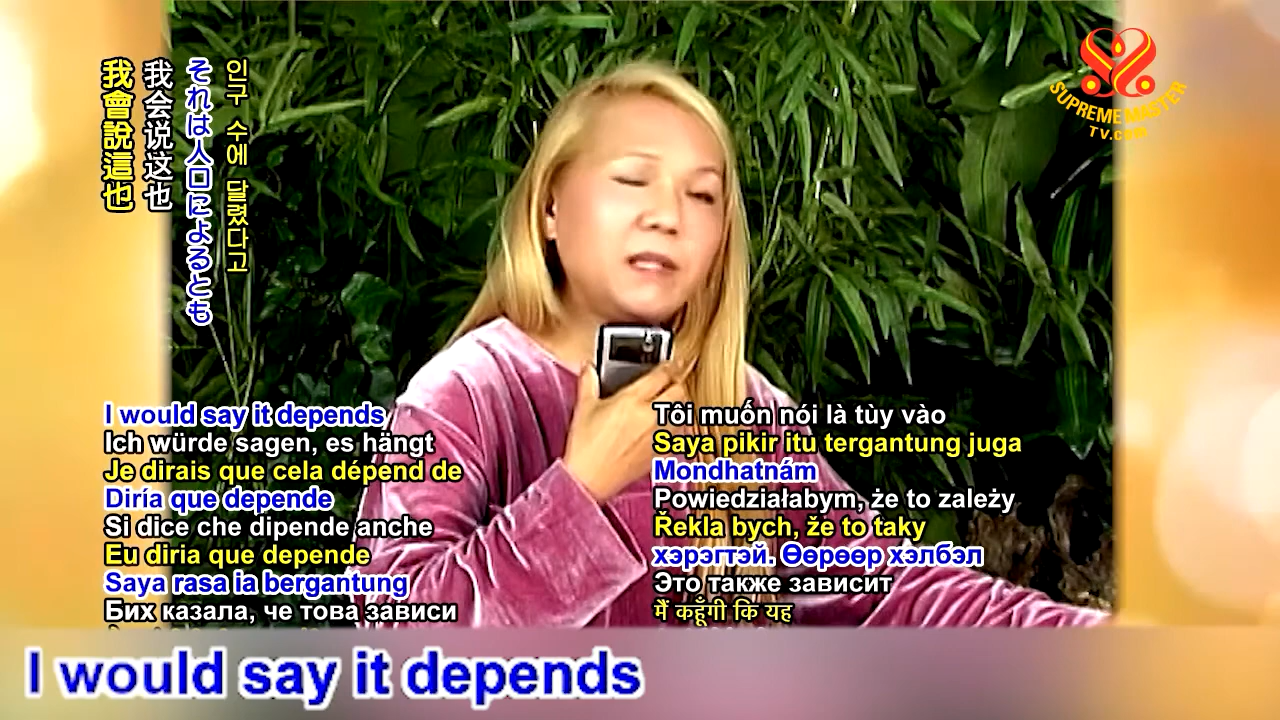 我會說這也
我会说这也
それは人口によるとも
인구 수에 달렸다고
SUPREME MASTER
TV.com
I would say it depends
Ich würde sagen, es hängt
Je dirais que cela dépend de
Diría que depende
Si dice che dipende anche
Eu diria que depende
Saya rasa ia bergantung
Бих казала, че това зависи
Tôi muốn nói là tùy vào
Saya pikir itu tergantung juga
Mondhatnám
Powiedziałabym, że to zależy
Řekla bych, že to taky
хэрэгтэй. Өөрөөр хэлбэл
Это также зависит
मैं कहूँगी कि यह
I would say it depends